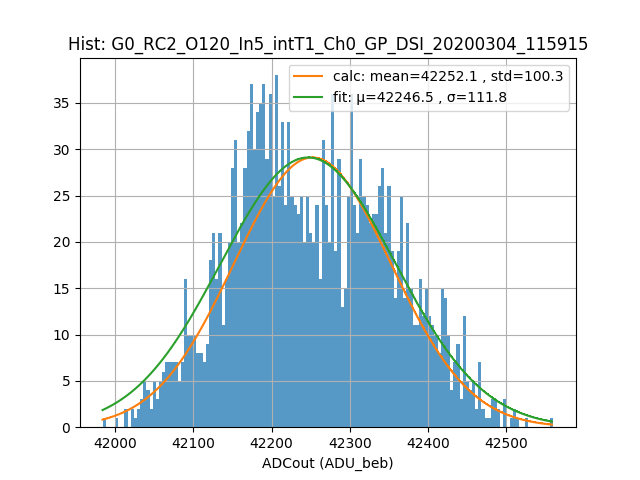 Hist: G0_RC2_O120_In5_intT1_Ch0_GP_DSI_20200304_115915
calc: mean=42252.1 , std=100.3
fit: μ=42246.5 , σ=111.8
35
30
25
20
15
10
5
0
42000 42100 42200 42300 42400 42500
ADCout (ADU_beb)